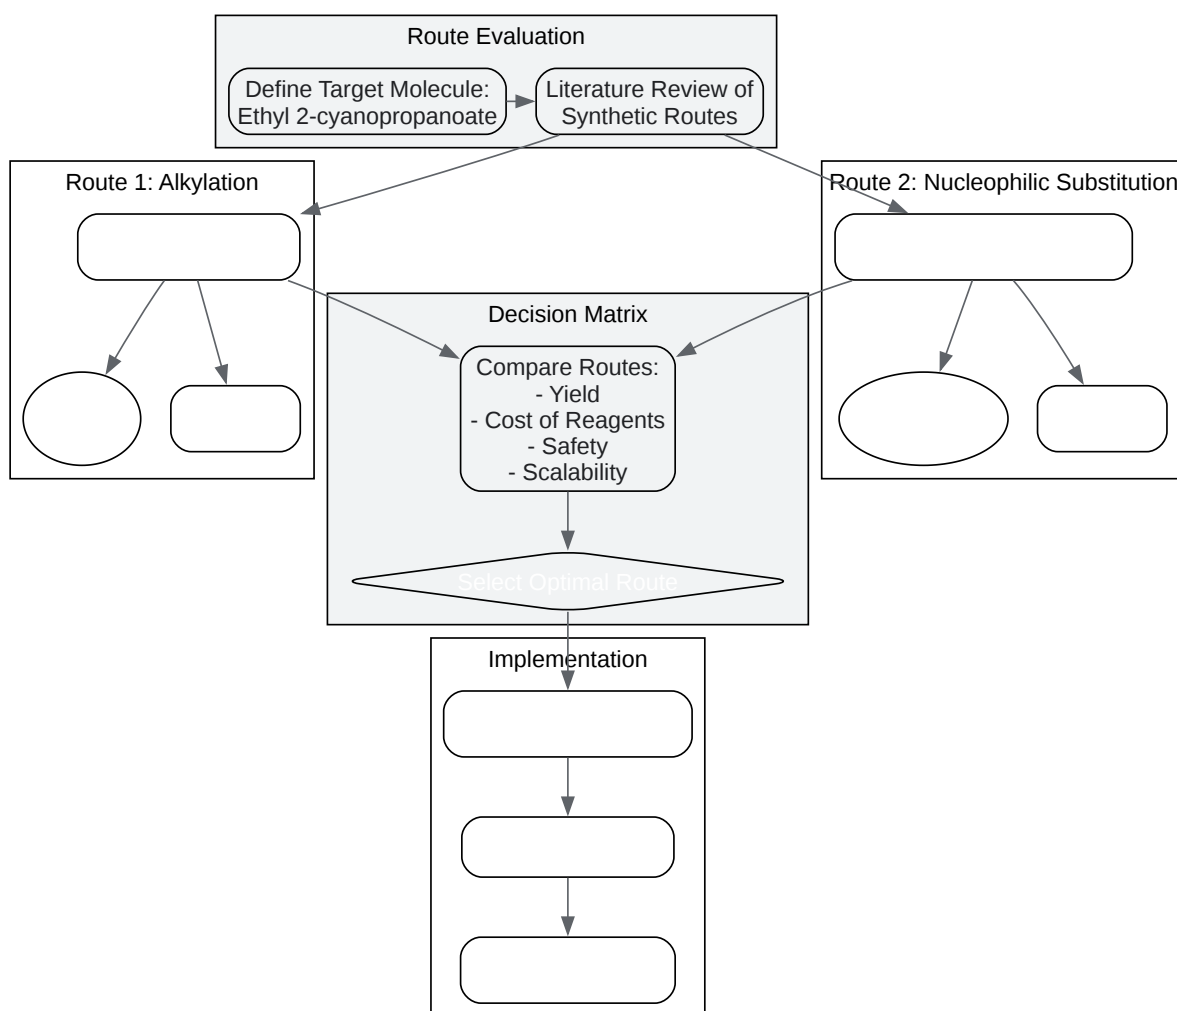 Route Evaluation
Define Target Molecule:
Ethyl 2-cyanopropanoate
Literature Review of
Synthetic Routes
Route 1: Alkylation
Route 2: Nucleophilic Substitution
Decision Matrix
Compare Routes:
- Yield
- Cost of Reagents
- Safety
- Scalability
Select Optimal Route
Implementation